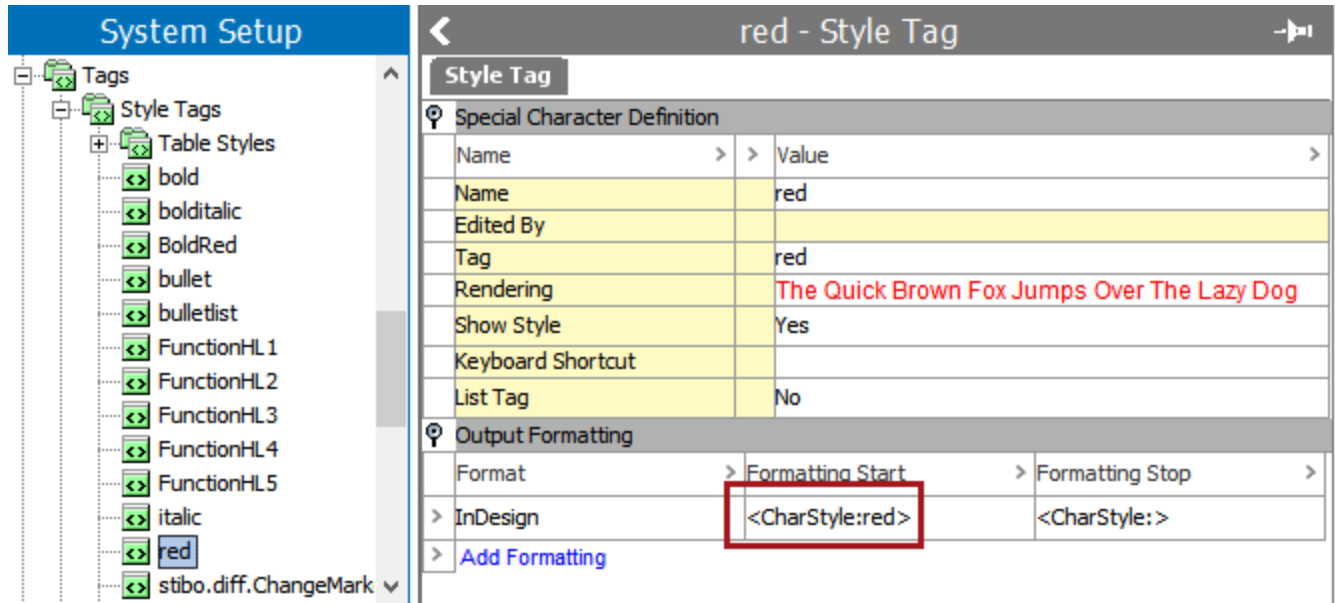 System Setup
Tags
Style Tags
Table Styles
bold
bolditalic
BoldRed
bullet
bulletlist
FunctionHL1
FunctionHL2
FunctionHL3
FunctionHL4
FunctionHL5
italic
red
stibo.diff.ChangeMark
red - Style Tag
Style Tag
Special Character Definition
Name > > Value >
Name red
Edited By
Tag red
Rendering The Quick Brown Fox Jumps Over The Lazy Dog
Show Style Yes
Keyboard Shortcut
List Tag No
Output Formatting
Format > Formatting Start > Formatting Stop >
> InDesign <CharStyle:red> <CharStyle:>
> Add Formatting